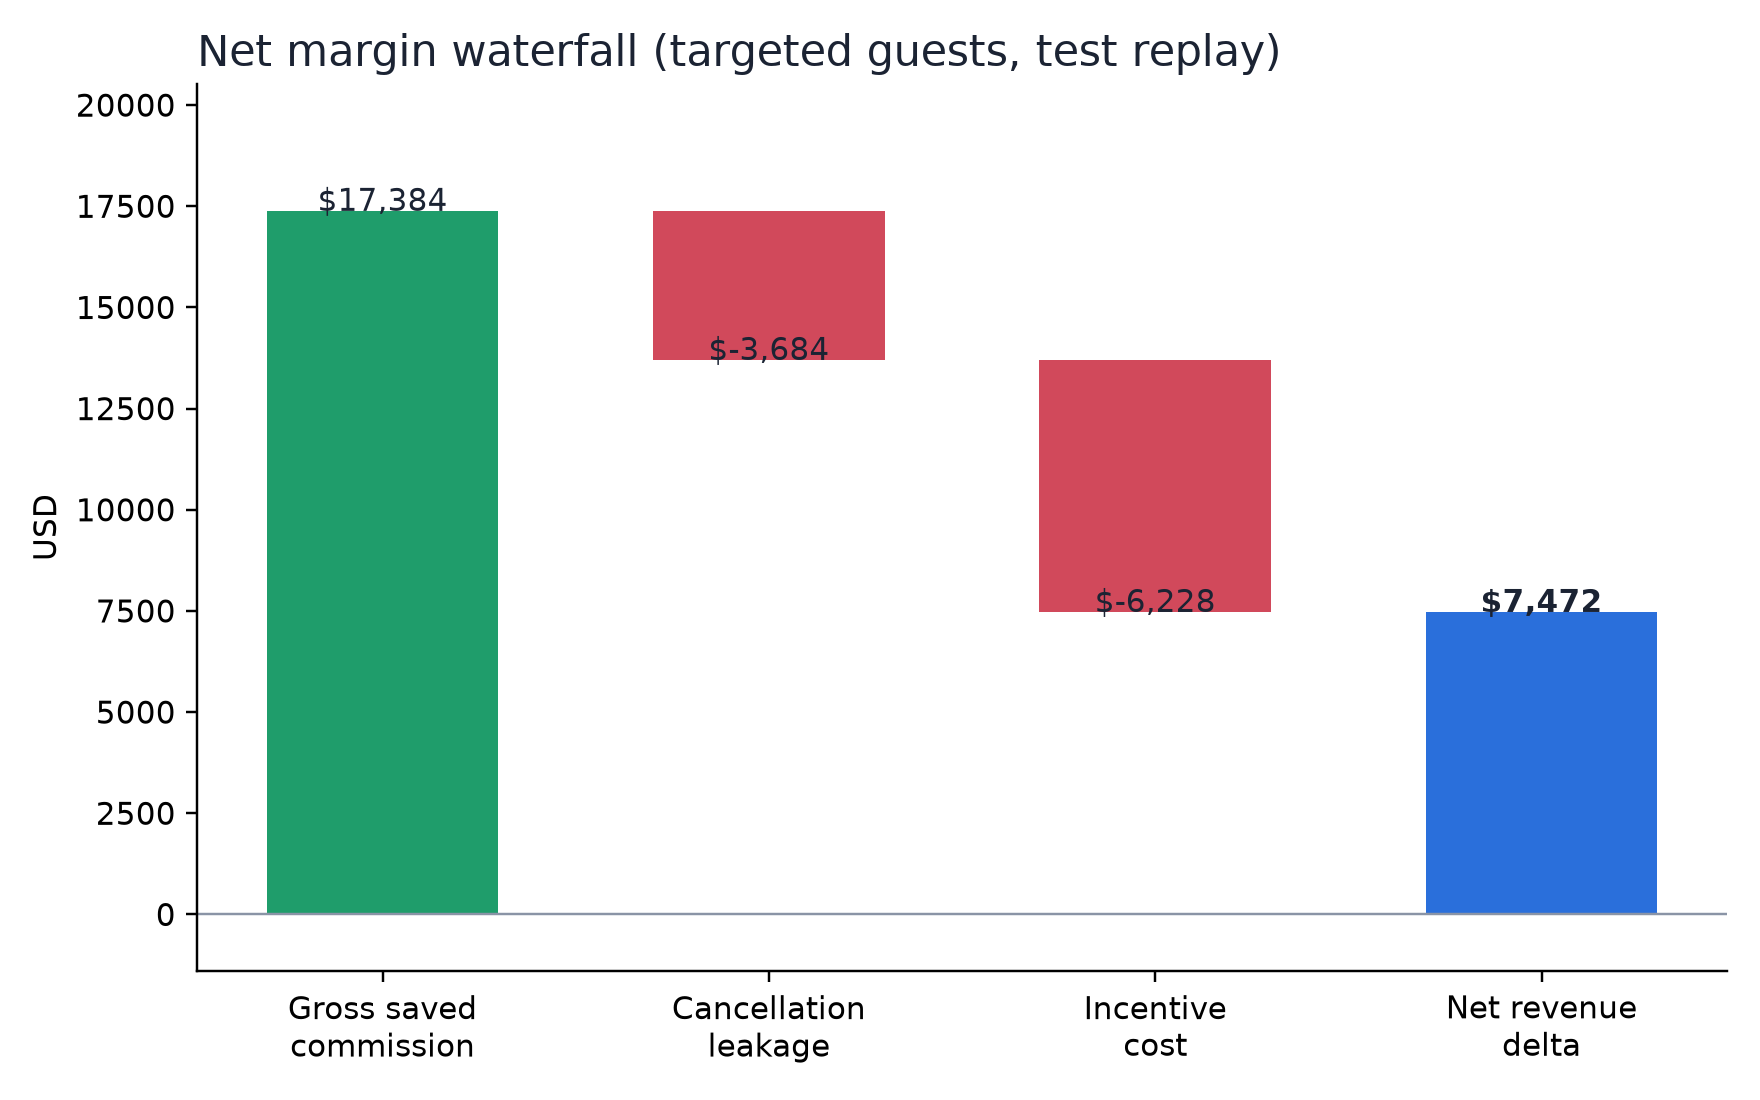 Net margin waterfall (targeted guests, test replay)
USD
20000
17500
15000
12500
10000
7500
5000
2500
0
$17,384
$-3,684
$-6,228
$7,472
Gross saved
commission
Cancellation
leakage
Incentive
cost
Net revenue
delta